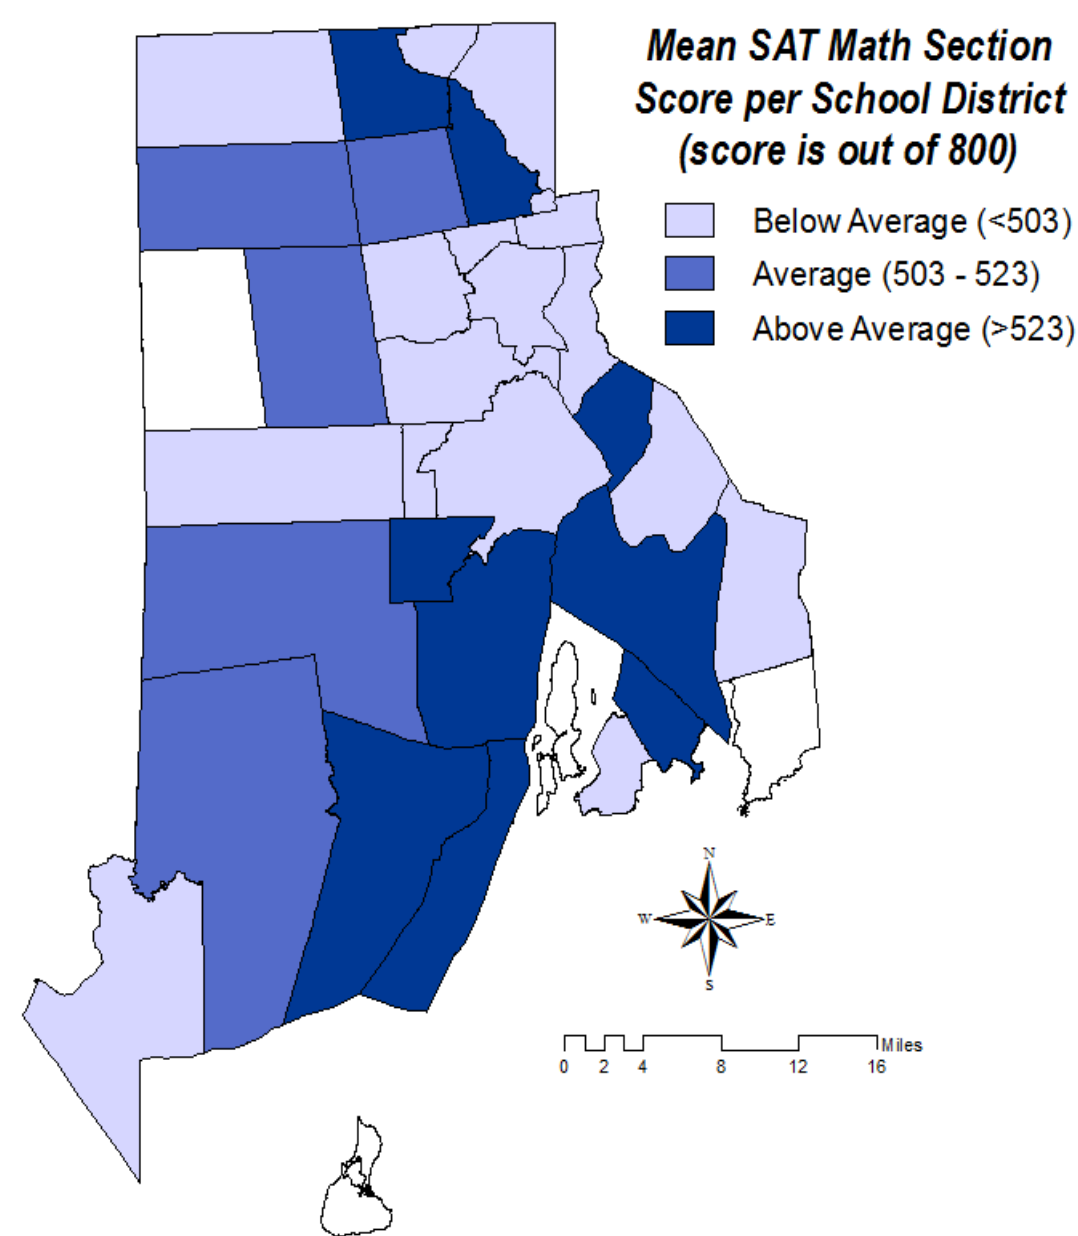 Mean SAT Math Section
Score per School District
(score is out of 800)
Below Average (<503)
Average (503 - 523)
Above Average (>523)
N
W E
S
Miles
0 2 4 8 12 16